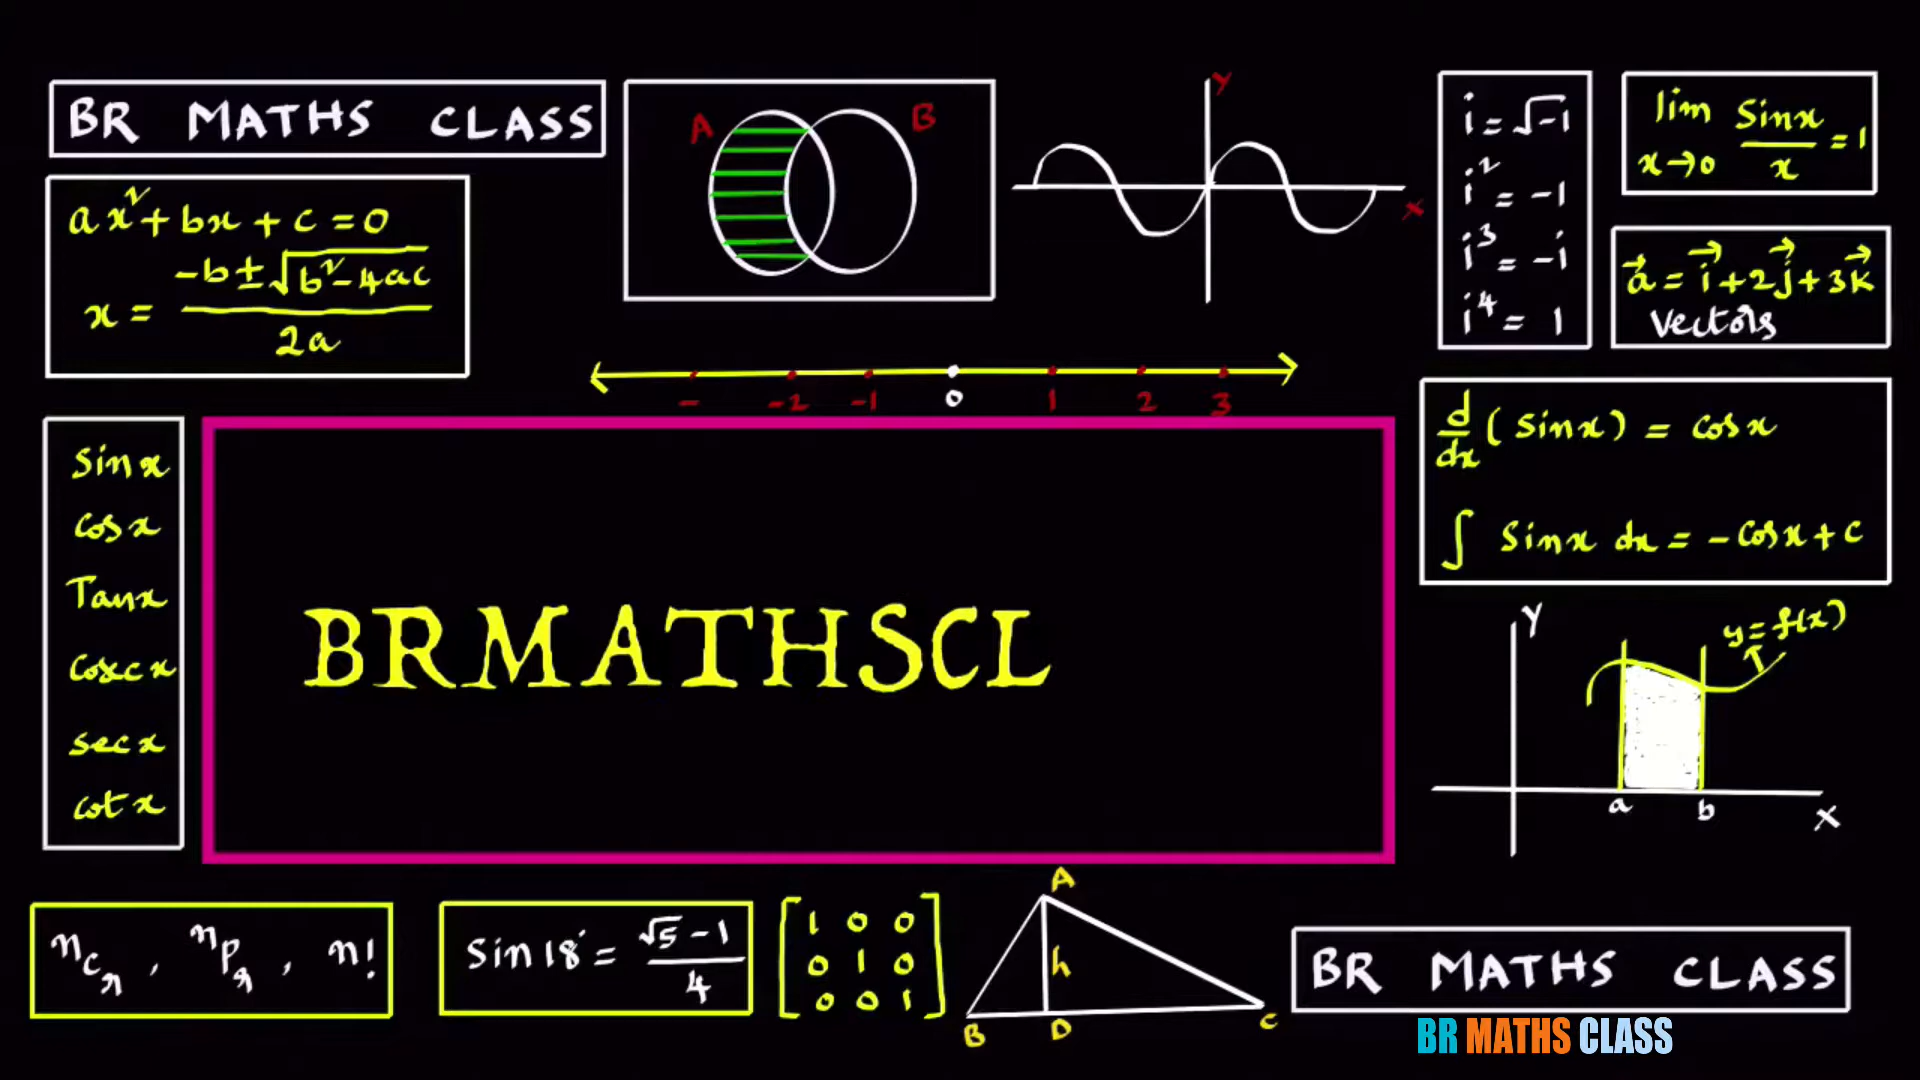 BR MATHS CLASS
ax²+bx+c=0
x = (-b±√(b²-4ac))/2a
A B
Y
X
i=√-1
i²=-1
i³=-i
i⁴=1
lim x→0 Sinx/x = 1
a⃗ = i⃗+2j⃗+3k⃗
Vectors
- -2 -1 0 1 2 3
Sinx
Cosx
Tanx
Cosecx
secx
cotx
BRMATHSCL
d/dx (Sinx) = Cosx
∫ Sinx dx = -Cosx+c
Y
y=f(x)
a b
X
nCr, nPr, n!
Sin18°= (√5-1)/4
1 0 0
0 1 0
0 0 1
A
h
B D C
BR MATHS CLASS
BR MATHS CLASS